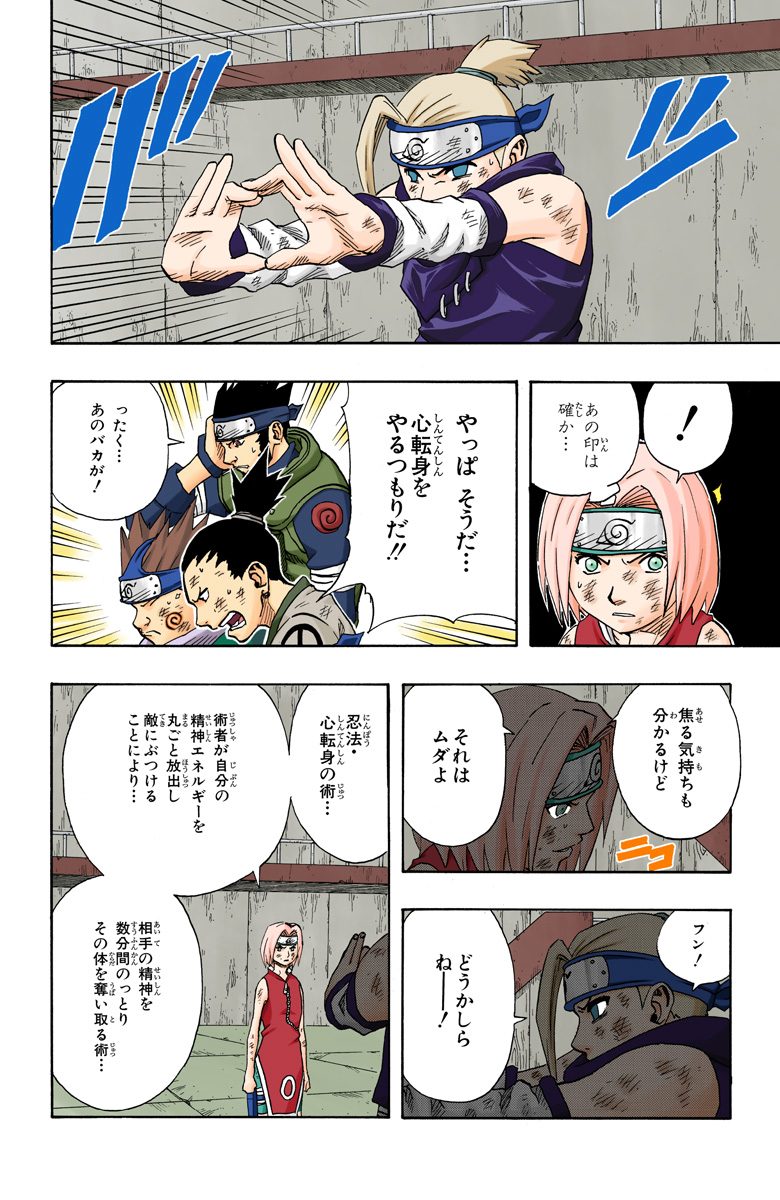 バババ
バッ
！
あの印は
確か…
やっぱ そうだ…
心転身を
やるつもりだ!!
ったく…
あのバカが！
焦る気持ちも
分かるけど
それは
ムダよ
ニコ
フン！
どうかしら
ね──！
忍法・
心転身の術…
術者が自分の
精神エネルギーを
丸ごと放出し
敵にぶつける
ことにより…
相手の精神を
数分間のっとり
その体を奪い取る術…